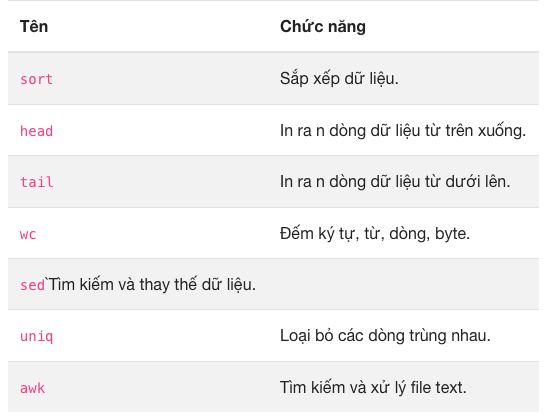 Tên Chức năng
sort Sắp xếp dữ liệu.
head In ra n dòng dữ liệu từ trên xuống.
tail In ra n dòng dữ liệu từ dưới lên.
wc Đếm ký tự, từ, dòng, byte.
sed`Tìm kiếm và thay thế dữ liệu.
uniq Loại bỏ các dòng trùng nhau.
awk Tìm kiếm và xử lý file text.